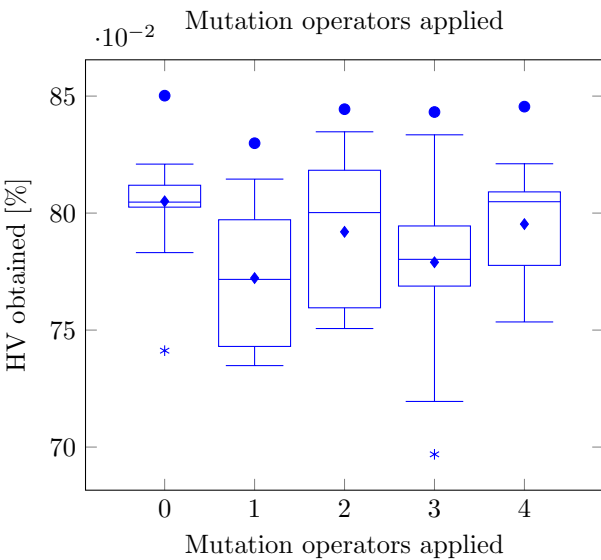 Mutation operators applied
·10⁻²
85
80
75
70
HV obtained [%]
0 1 2 3 4
Mutation operators applied